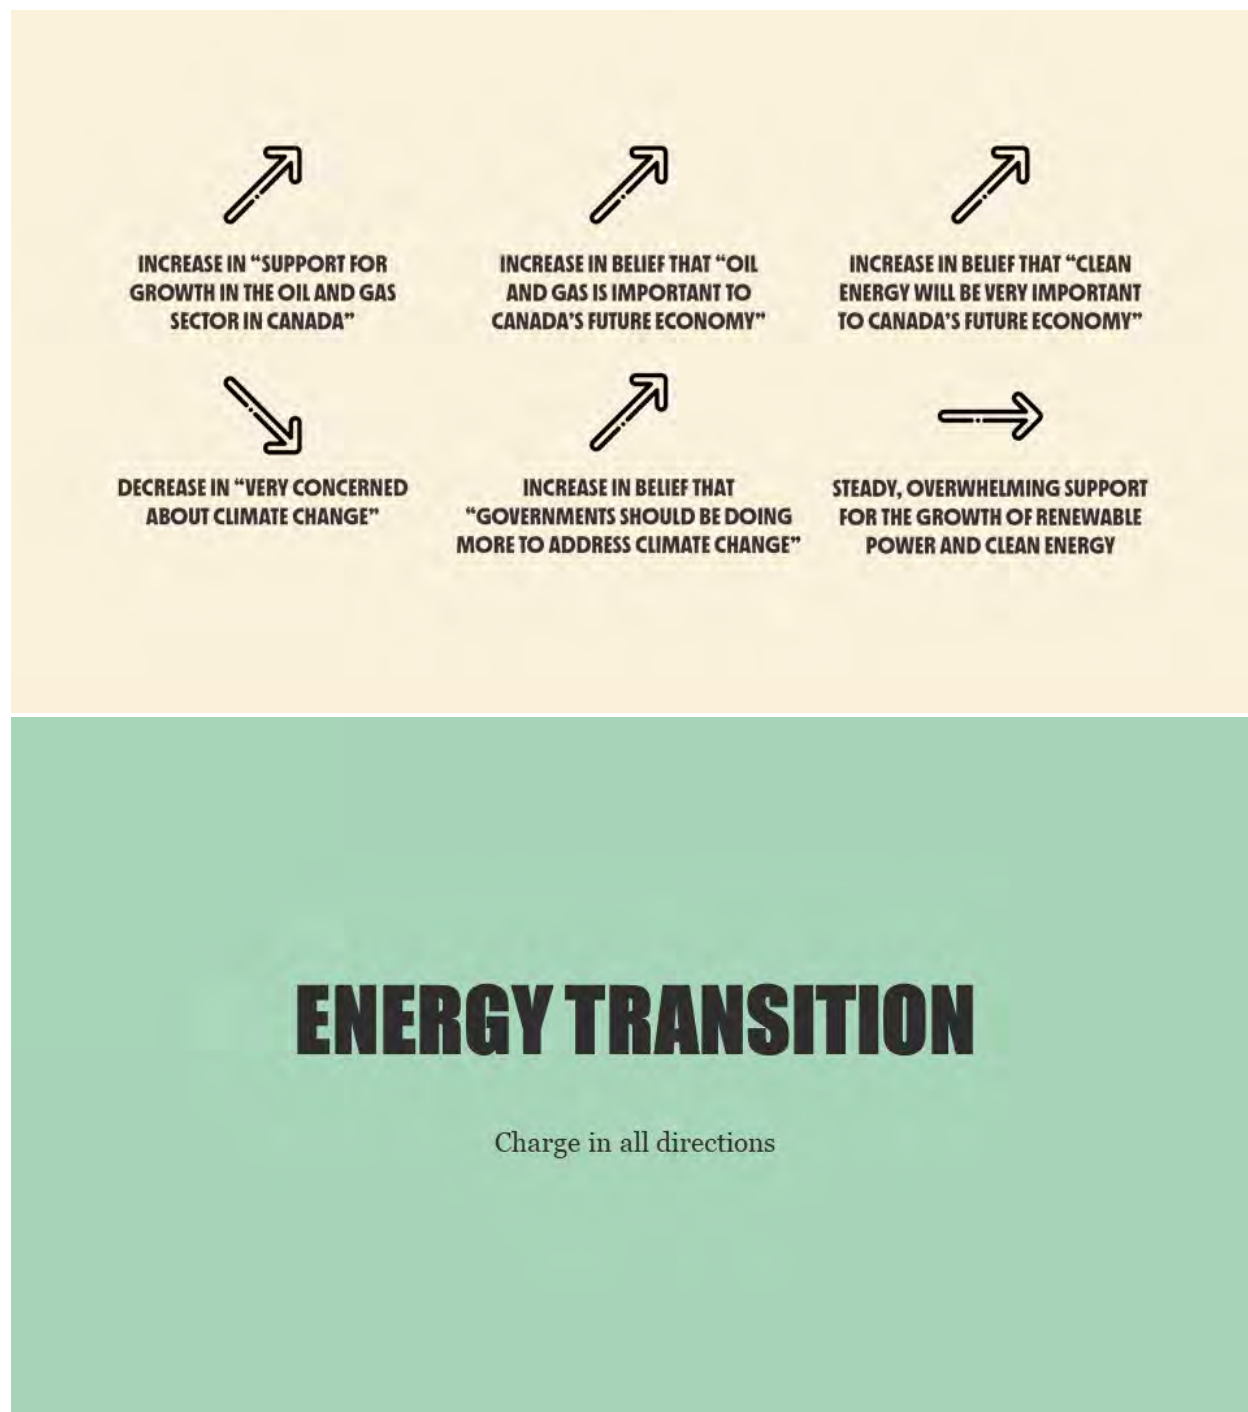 INCREASE IN “SUPPORT FOR
GROWTH IN THE OIL AND GAS
SECTOR IN CANADA”
INCREASE IN BELIEF THAT “OIL
AND GAS IS IMPORTANT TO
CANADA’S FUTURE ECONOMY”
INCREASE IN BELIEF THAT “CLEAN
ENERGY WILL BE VERY IMPORTANT
TO CANADA’S FUTURE ECONOMY”
DECREASE IN “VERY CONCERNED
ABOUT CLIMATE CHANGE”
INCREASE IN BELIEF THAT
“GOVERNMENTS SHOULD BE DOING
MORE TO ADDRESS CLIMATE CHANGE”
STEADY, OVERWHELMING SUPPORT
FOR THE GROWTH OF RENEWABLE
POWER AND CLEAN ENERGY
ENERGY TRANSITION
Charge in all directions